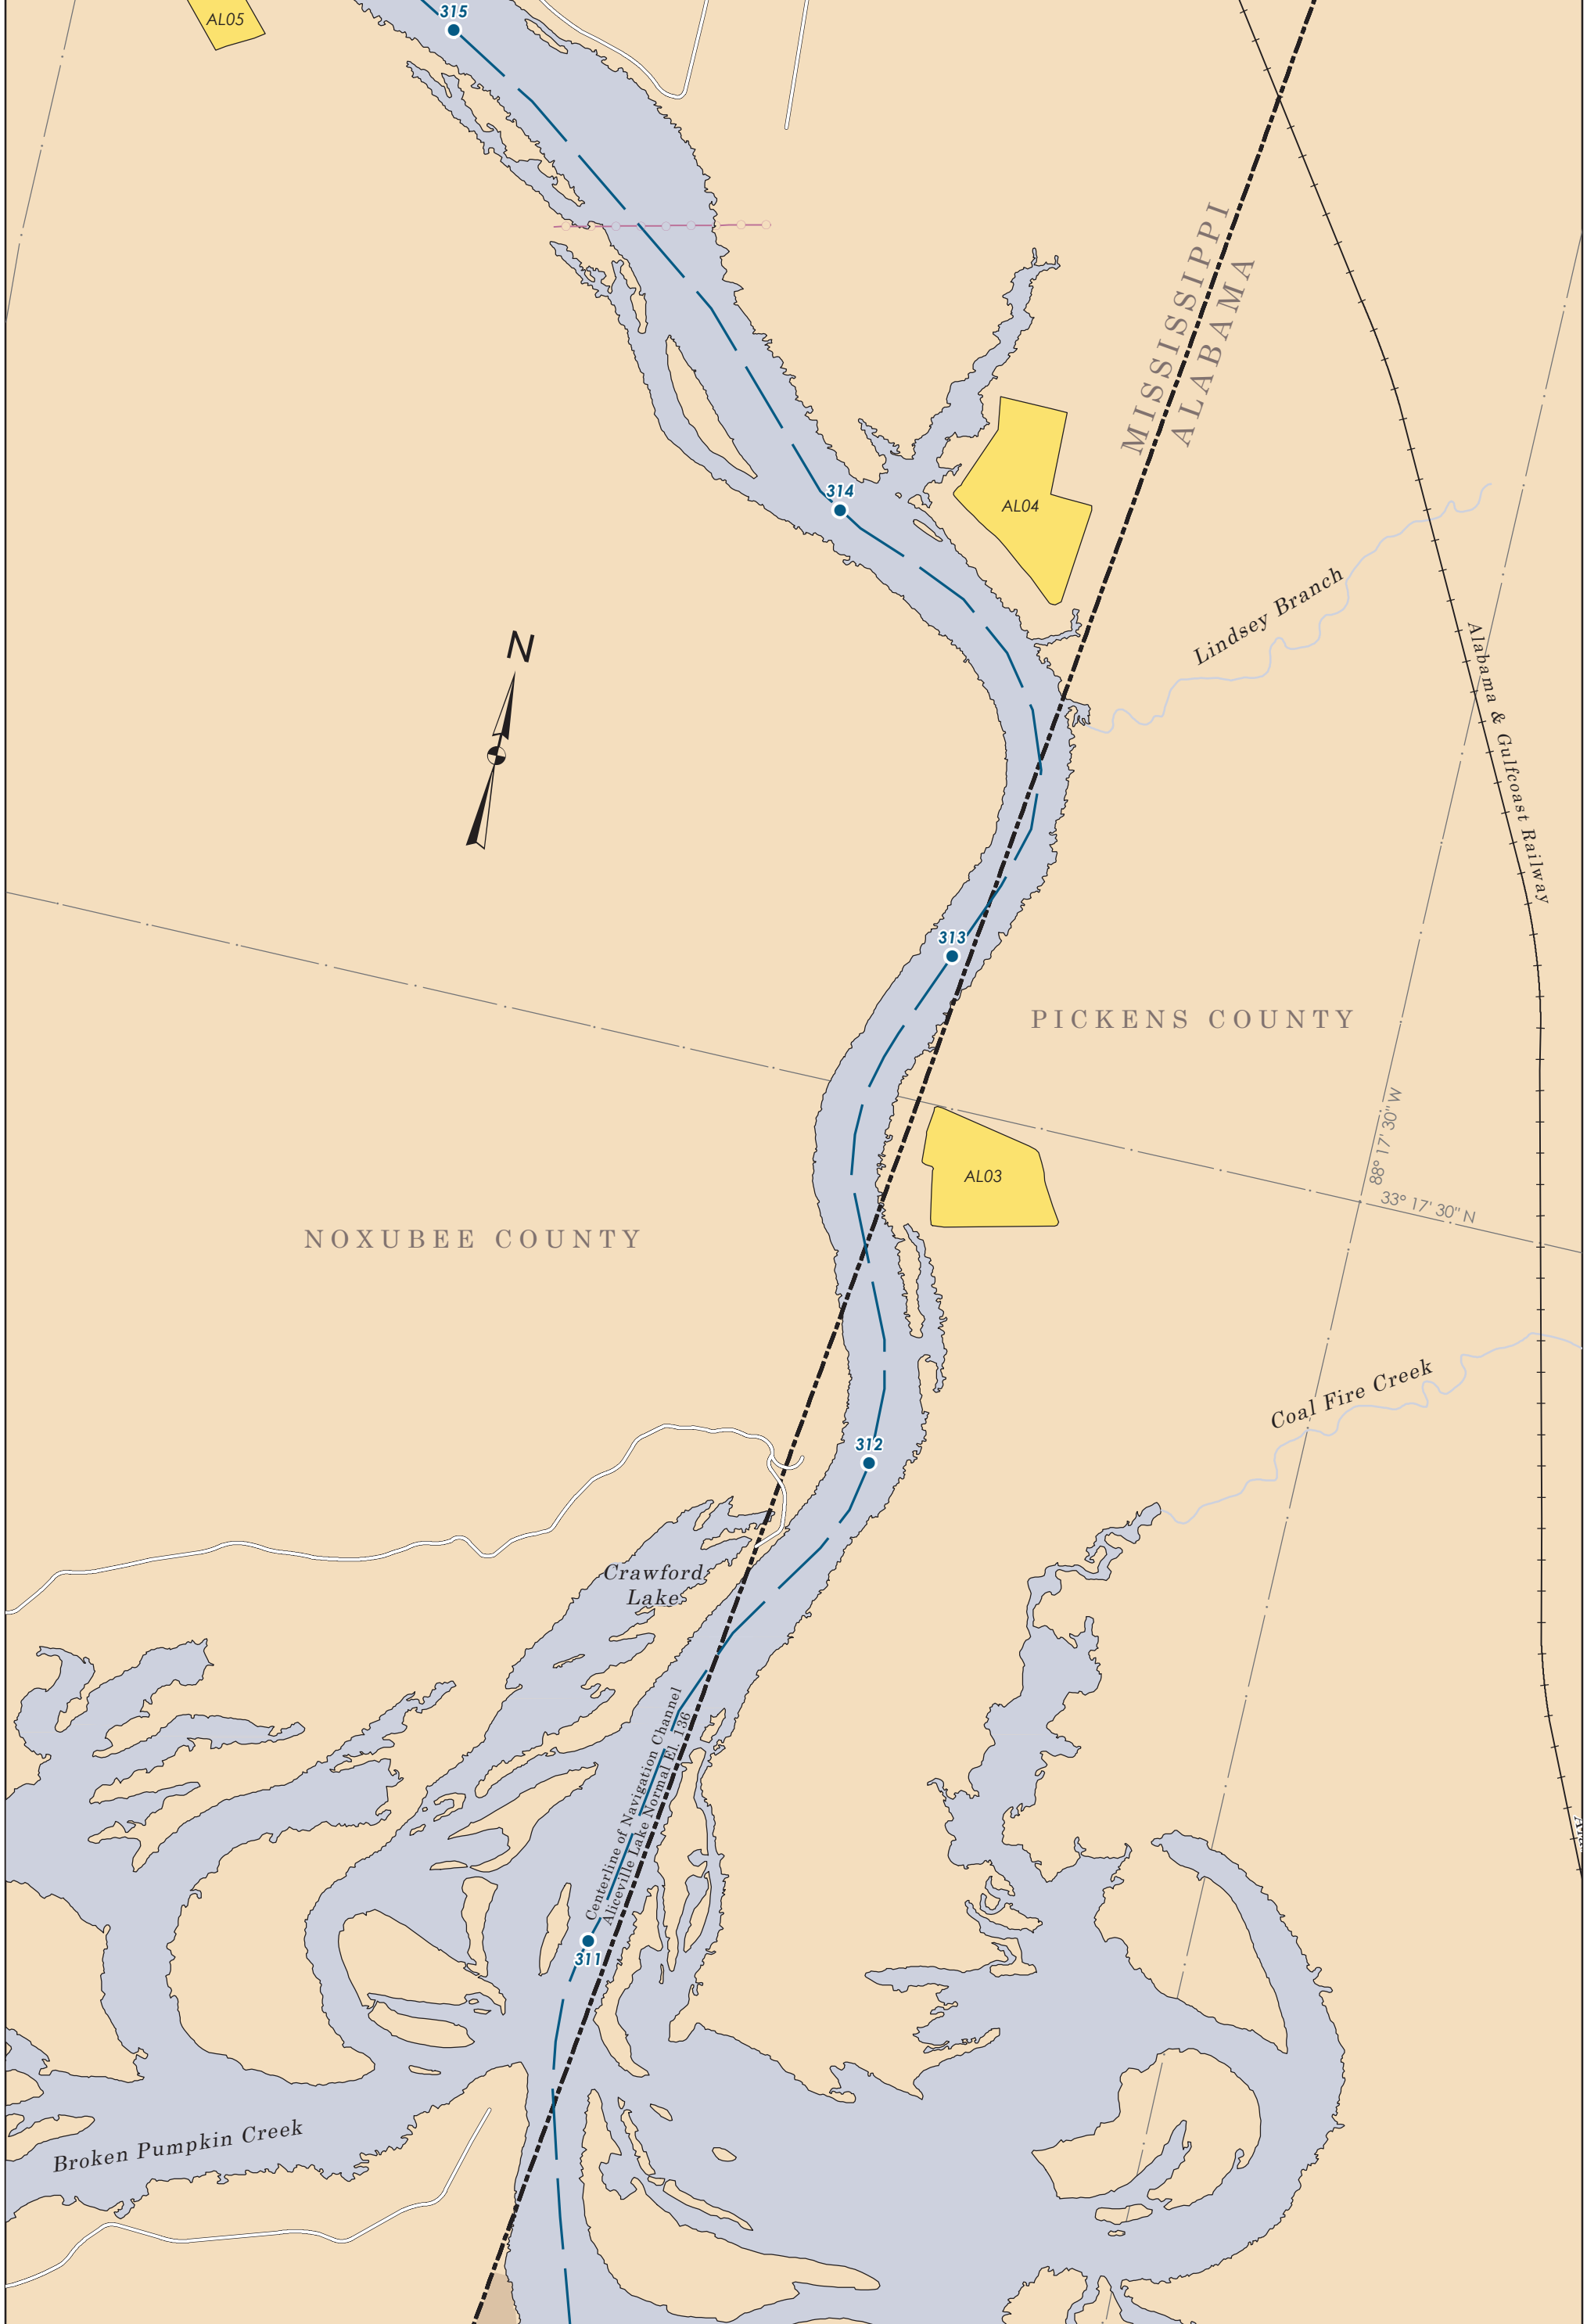 315
AL05
MISSISSIPPI
ALABAMA
314
AL04
Lindsey Branch
N
Alabama & Gulfcoast Railway
313
PICKENS COUNTY
88° 17' 30" W
33° 17' 30" N
AL03
NOXUBEE COUNTY
Coal Fire Creek
312
Crawford
Lake
Centerline of Navigation Channel
Aliceville Lake Normal El. 136
311
Broken Pumpkin Creek